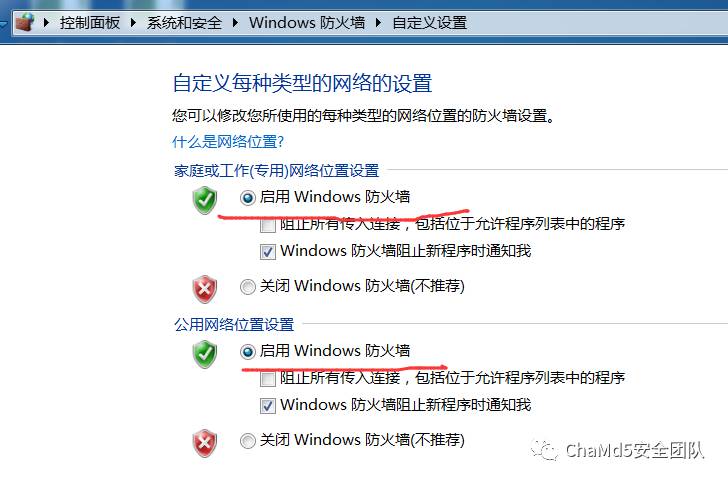 控制面板 ▸ 系统和安全 ▸ Windows 防火墙 ▸ 自定义设置
自定义每种类型的网络的设置
您可以修改您所使用的每种类型的网络位置的防火墙设置。
什么是网络位置?
家庭或工作(专用)网络位置设置
启用 Windows 防火墙
阻止所有传入连接，包括位于允许程序列表中的程序
Windows 防火墙阻止新程序时通知我
关闭 Windows 防火墙(不推荐)
公用网络位置设置
启用 Windows 防火墙
阻止所有传入连接，包括位于允许程序列表中的程序
Windows 防火墙阻止新程序时通知我
关闭 Windows 防火墙(不推荐)
ChaMd5安全团队